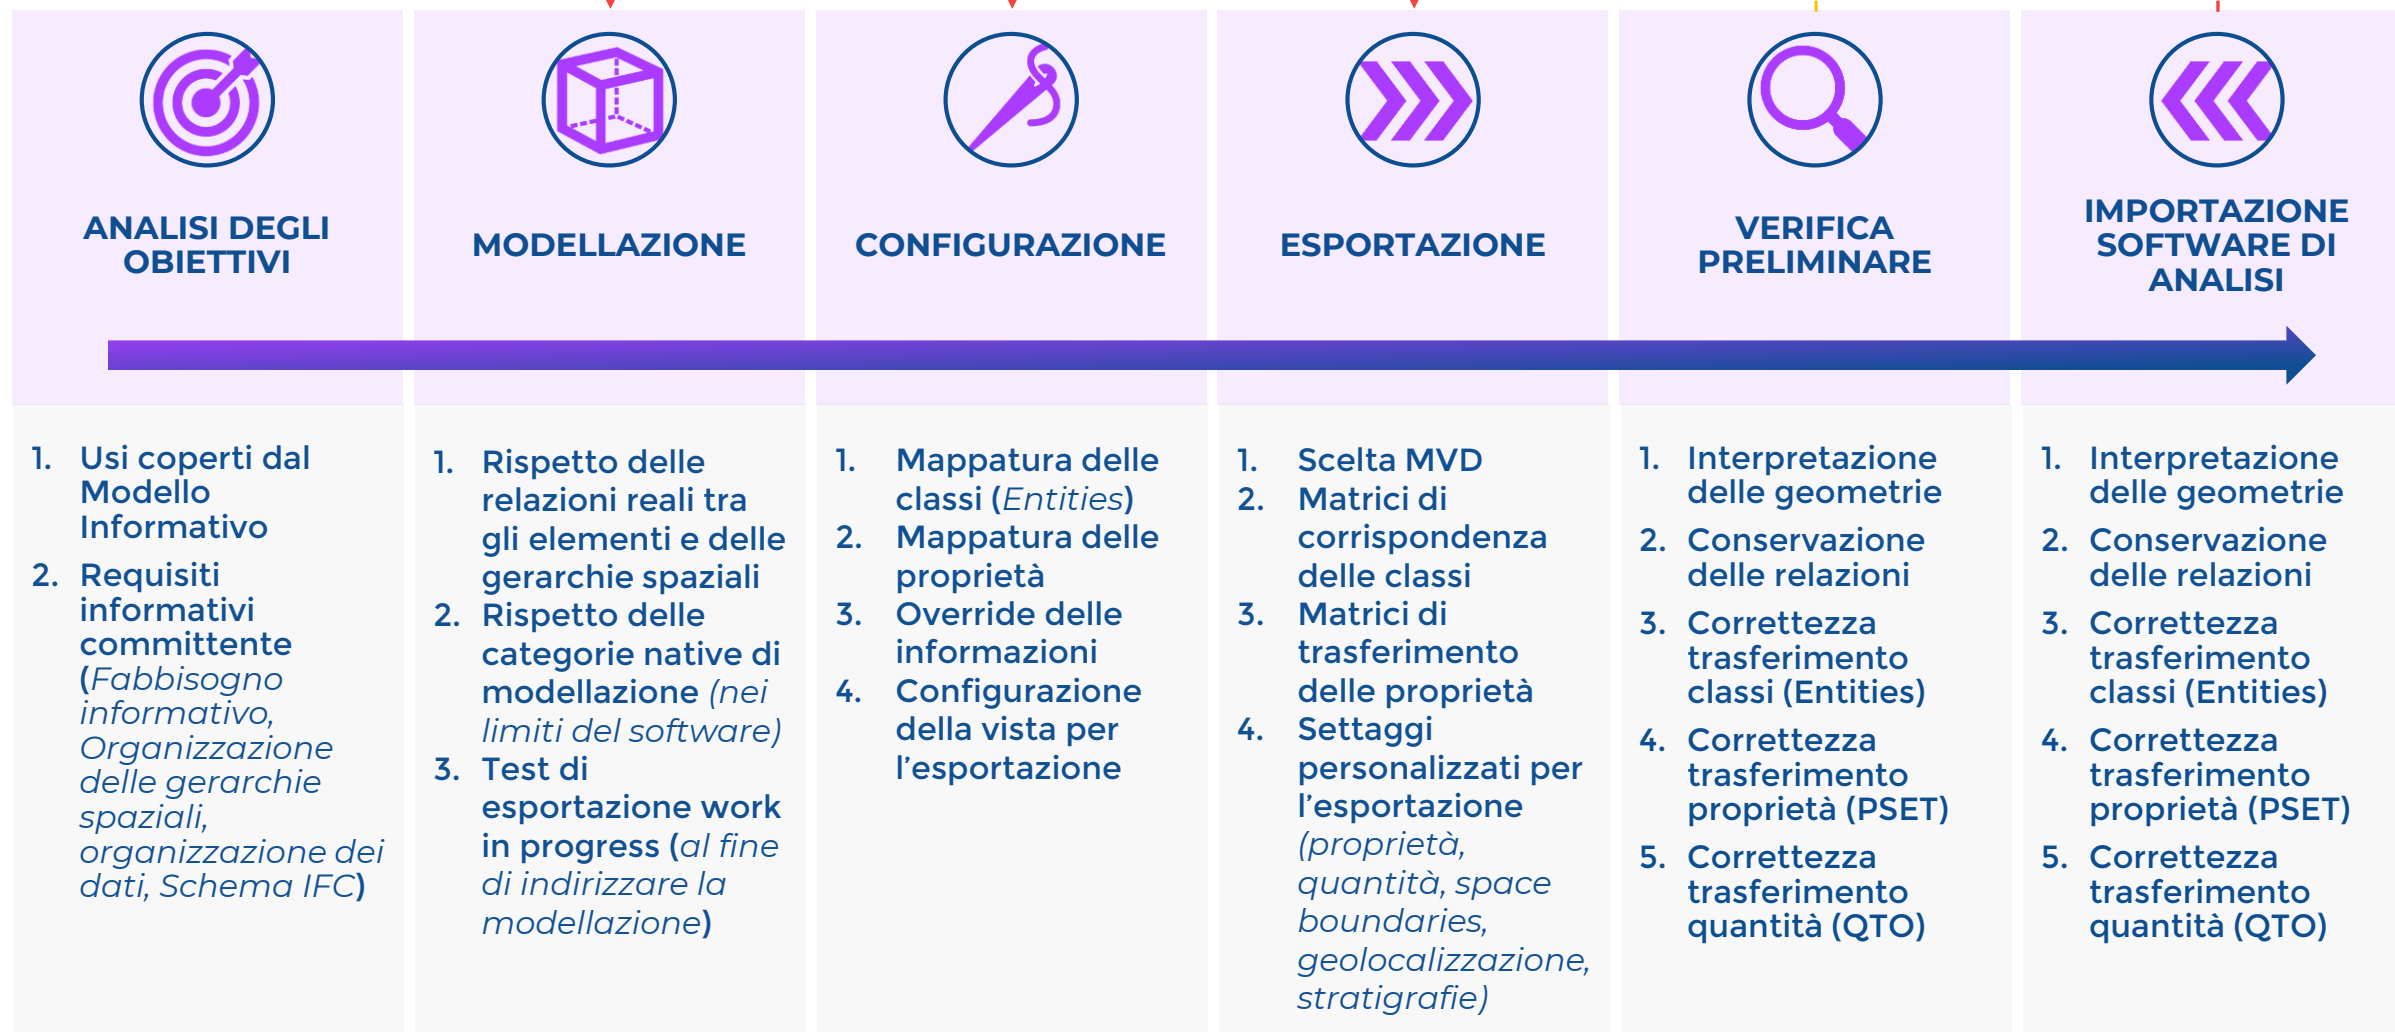 ANALISI DEGLI
OBIETTIVI
MODELLAZIONE
CONFIGURAZIONE
ESPORTAZIONE
VERIFICA
PRELIMINARE
IMPORTAZIONE
SOFTWARE DI
ANALISI
1. Usi coperti dal
Modello
Informativo
2. Requisiti
informativi
committente
(Fabbisogno
informativo,
Organizzazione
delle gerarchie
spaziali,
organizzazione dei
dati, Schema IFC)
1. Rispetto delle
relazioni reali tra
gli elementi e delle
gerarchie spaziali
2. Rispetto delle
categorie native di
modellazione (nei
limiti del software)
3. Test di
esportazione work
in progress (al fine
di indirizzare la
modellazione)
1. Mappatura delle
classi (Entities)
2. Mappatura delle
proprietà
3. Override delle
informazioni
4. Configurazione
della vista per
l'esportazione
1. Scelta MVD
2. Matrici di
corrispondenza
delle classi
3. Matrici di
trasferimento
delle proprietà
4. Settaggi
personalizzati per
l'esportazione
(proprietà,
quantità, space
boundaries,
geolocalizzazione,
stratigrafie)
1. Interpretazione
delle geometrie
2. Conservazione
delle relazioni
3. Correttezza
trasferimento
classi (Entities)
4. Correttezza
trasferimento
proprietà (PSET)
5. Correttezza
trasferimento
quantità (QTO)
1. Interpretazione
delle geometrie
2. Conservazione
delle relazioni
3. Correttezza
trasferimento
classi (Entities)
4. Correttezza
trasferimento
proprietà (PSET)
5. Correttezza
trasferimento
quantità (QTO)